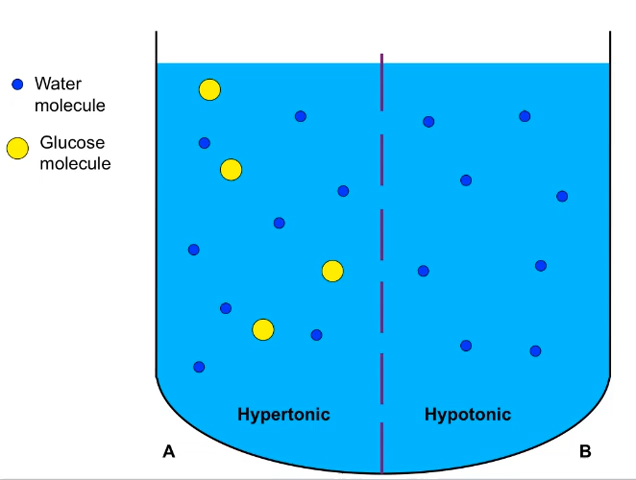 Water
molecule
Glucose
molecule
Hypertonic
Hypotonic
A
B